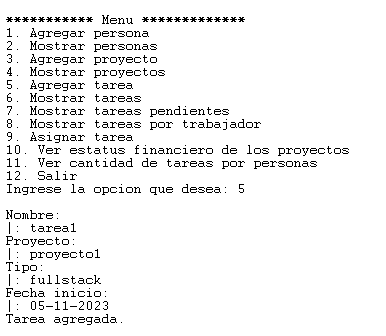 *********** Menu *************
1. Agregar persona
2. Mostrar personas
3. Agregar proyecto
4. Mostrar proyectos
5. Agregar tarea
6. Mostrar tareas
7. Mostrar tareas pendientes
8. Mostrar tareas por trabajador
9. Asignar tarea
10. Ver estatus financiero de los proyectos
11. Ver cantidad de tareas por personas
12. Salir
Ingrese la opcion que desea: 5
Nombre:
|: tarea1
Proyecto:
|: proyecto1
Tipo:
|: fullstack
Fecha inicio:
|: 05-11-2023
Tarea agregada.